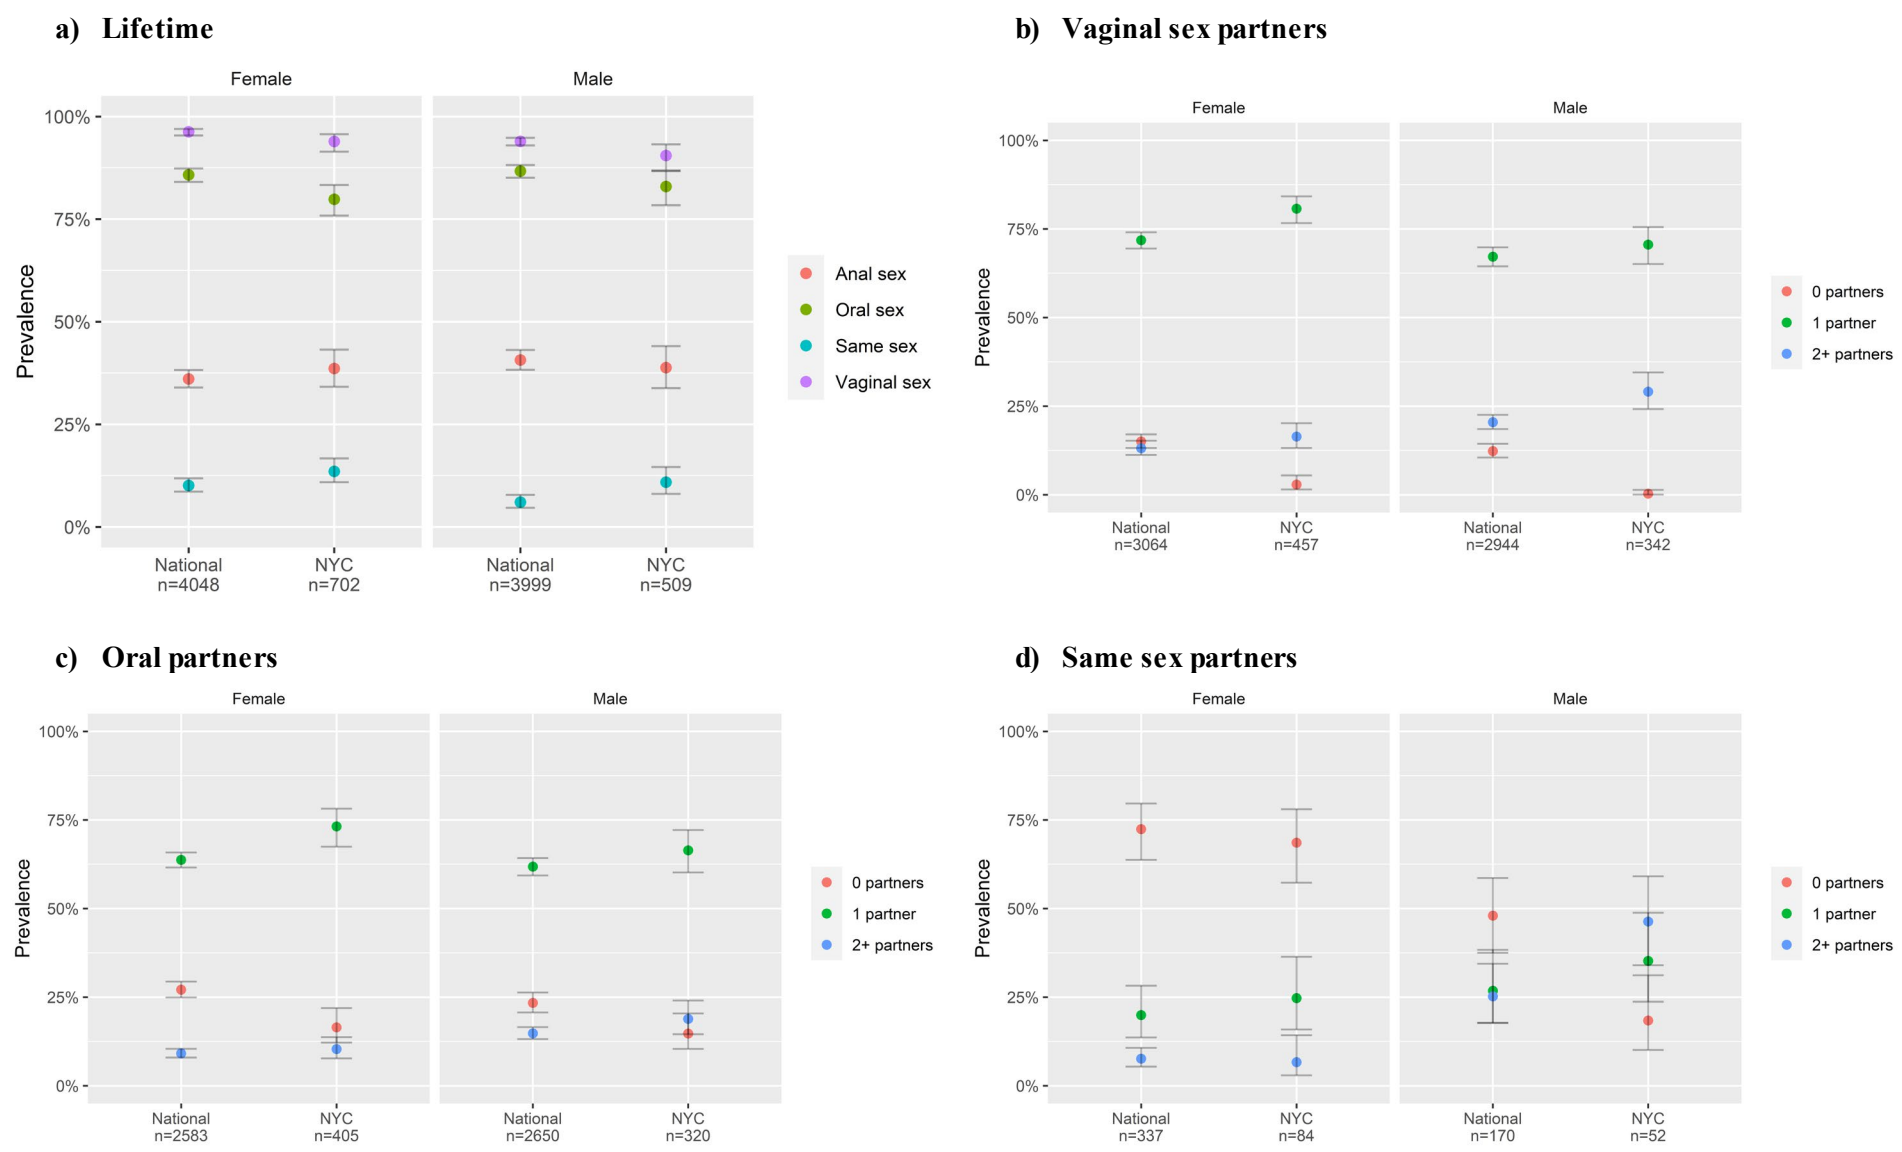 a) Lifetime
Female
Male
Prevalence
100%
75%
50%
25%
0%
National
n=4048
NYC
n=702
National
n=3999
NYC
n=509
Anal sex
Oral sex
Same sex
Vaginal sex
b) Vaginal sex partners
Female
Male
Prevalence
100%
75%
50%
25%
0%
National
n=3064
NYC
n=457
National
n=2944
NYC
n=342
0 partners
1 partner
2+ partners
c) Oral partners
Female
Male
Prevalence
100%
75%
50%
25%
0%
National
n=2583
NYC
n=405
National
n=2650
NYC
n=320
0 partners
1 partner
2+ partners
d) Same sex partners
Female
Male
Prevalence
100%
75%
50%
25%
0%
National
n=337
NYC
n=84
National
n=170
NYC
n=52
0 partners
1 partner
2+ partners